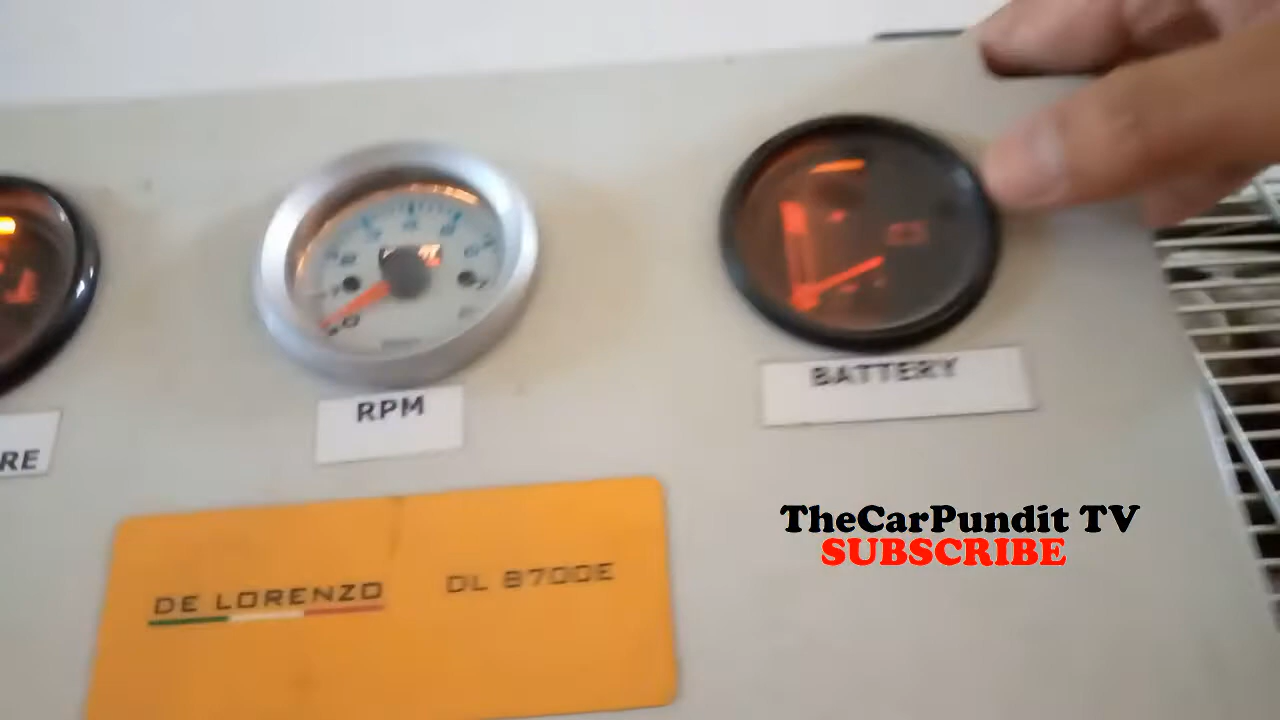 BATTERY
RPM
RE
DE LORENZO
DL 8700E
TheCarPundit TV
SUBSCRIBE